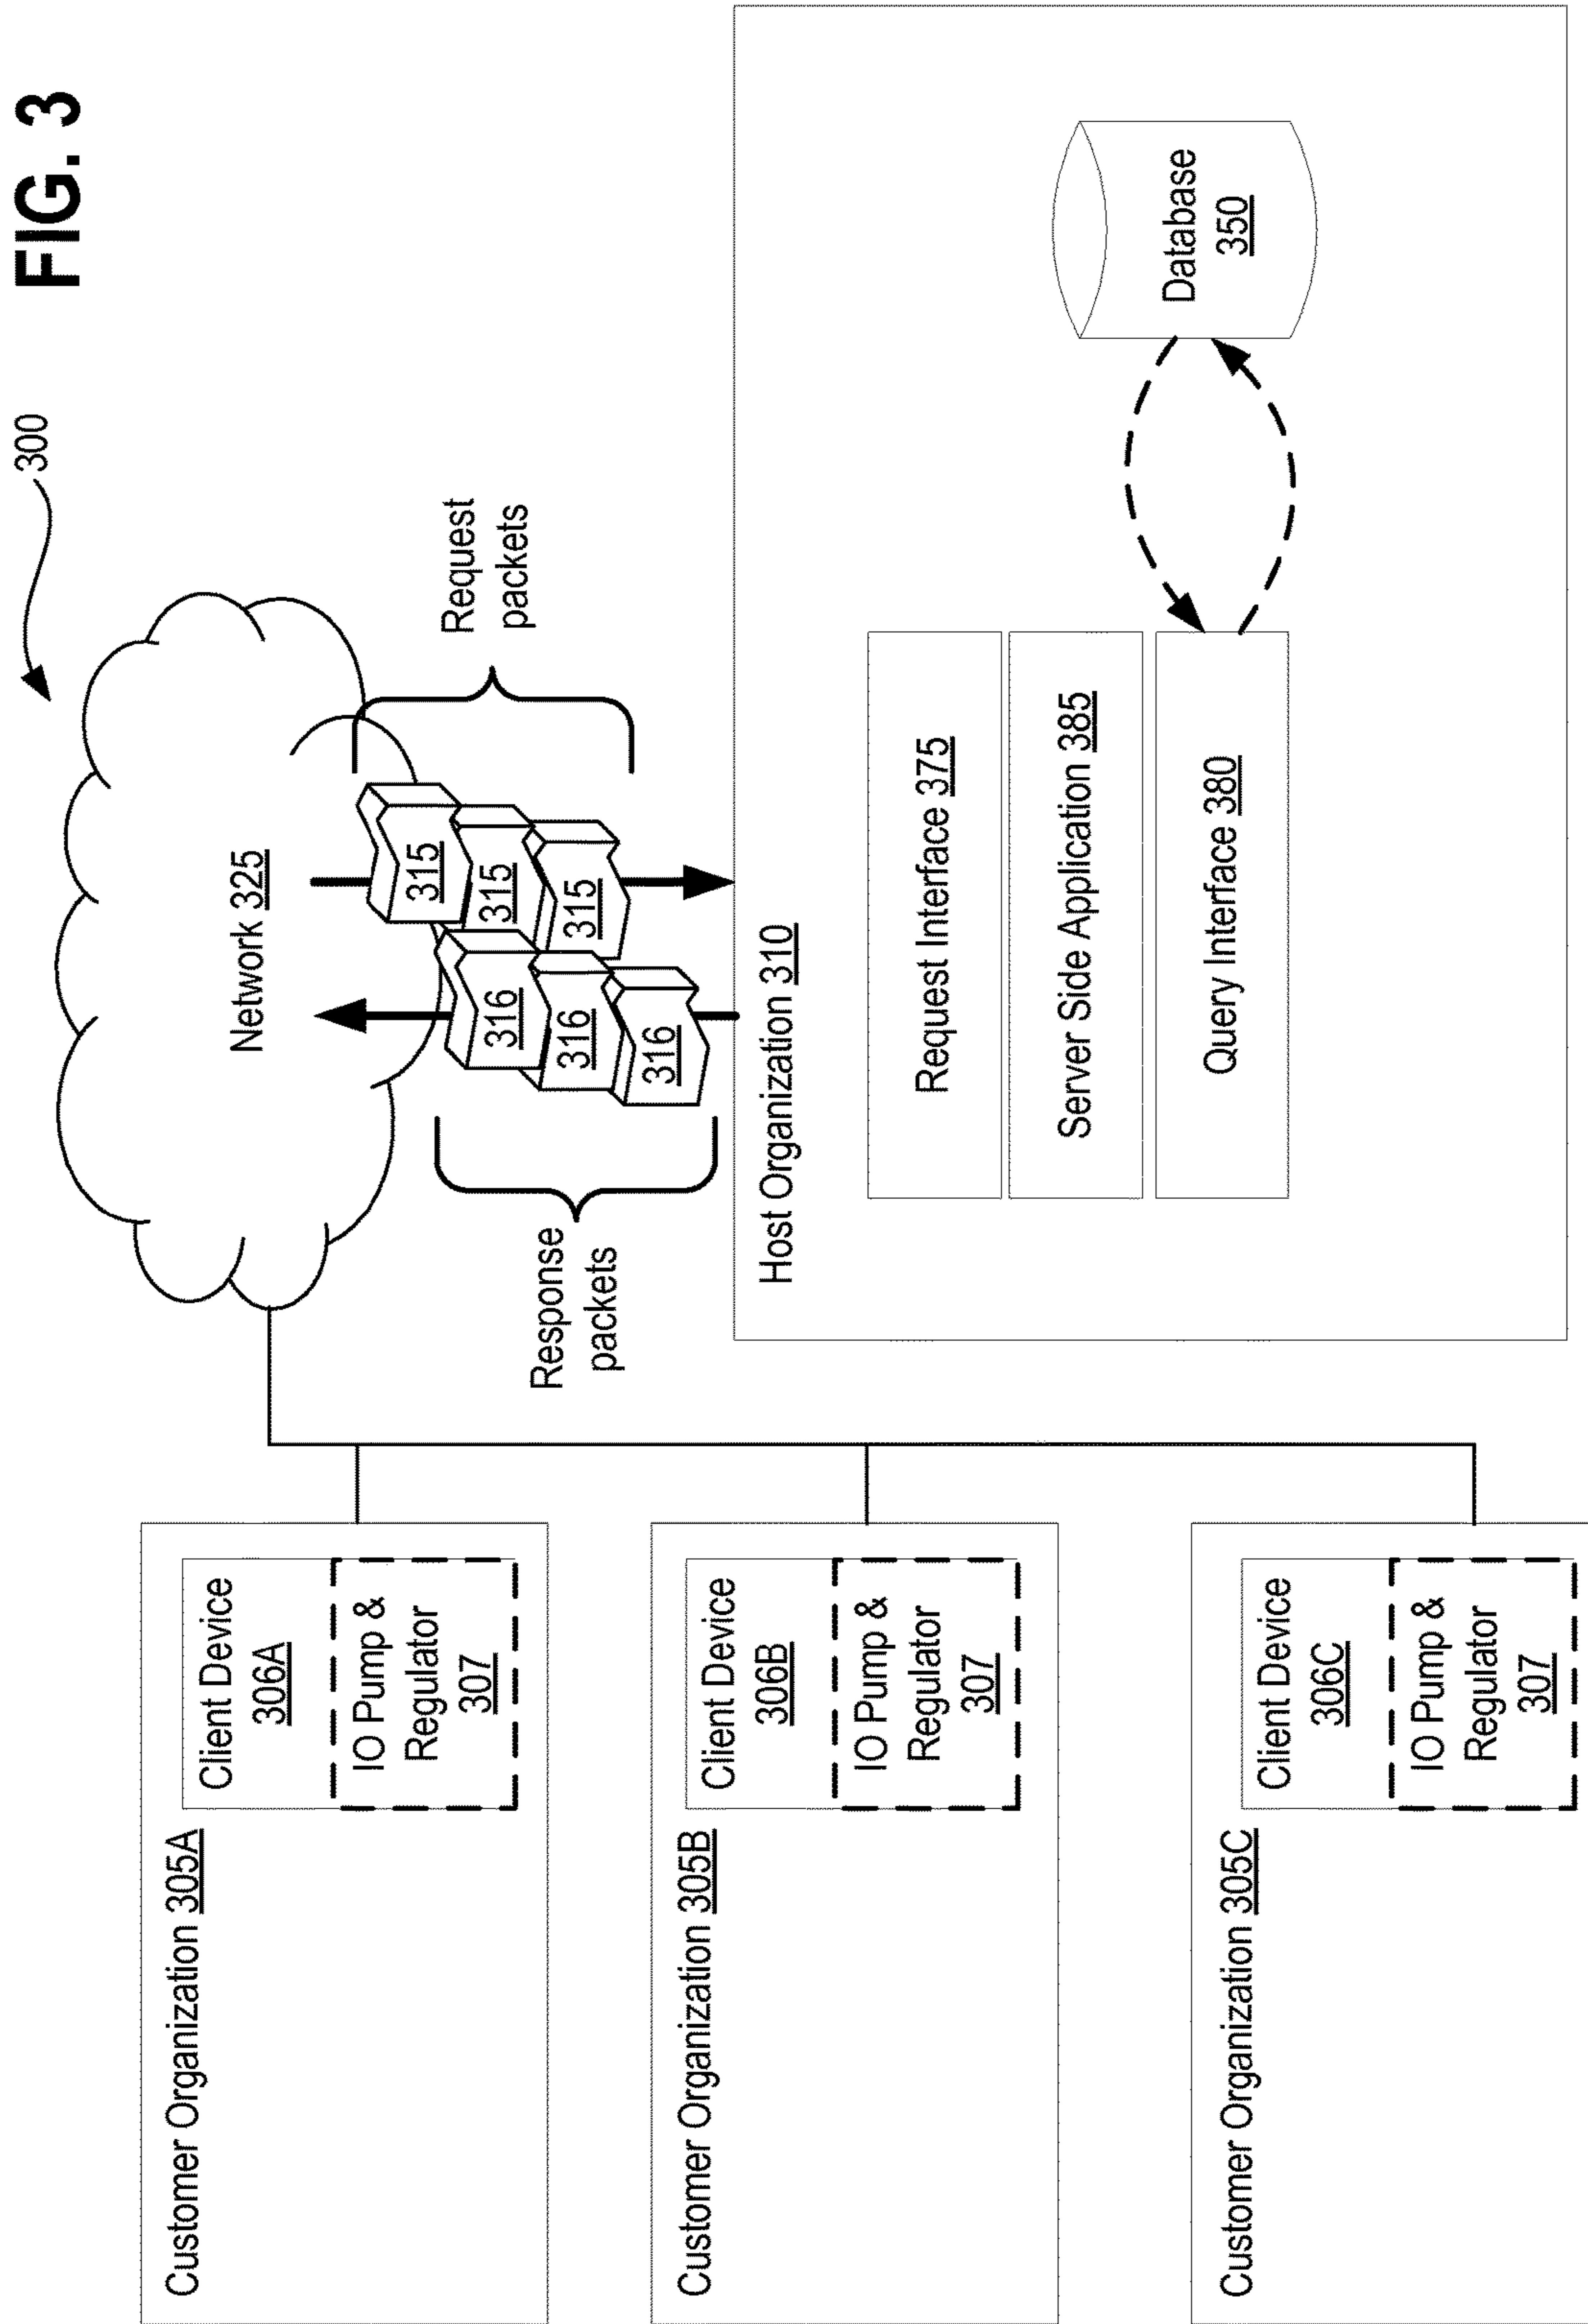 FIG. 3
300
Customer Organization 305A
Client Device
306A
IO Pump &
Regulator
307
Customer Organization 305B
Client Device
306B
IO Pump &
Regulator
307
Customer Organization 305C
Client Device
306C
IO Pump &
Regulator
307
Network 325
Response
packets
316
316
316
315
315
315
Request
packets
Host Organization 310
Request Interface 375
Server Side Application 385
Query Interface 380
Database
350